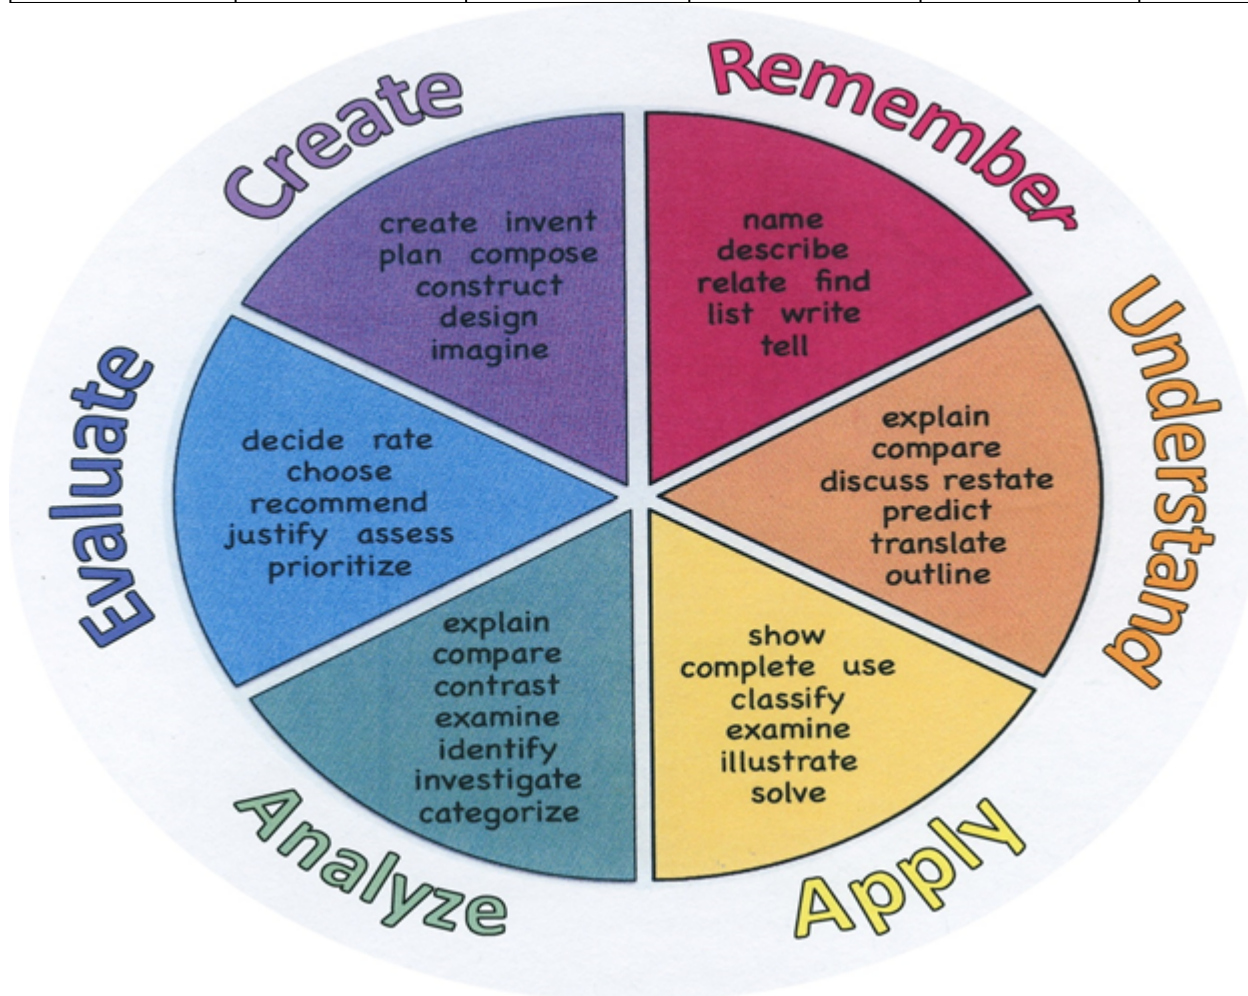 Remember
name
describe
relate find
list write
tell
Understand
explain
compare
discuss restate
predict
translate
outline
Apply
show
complete use
classify
examine
illustrate
solve
Analyze
explain
compare
contrast
examine
identify
investigate
categorize
Evaluate
decide rate
choose
recommend
justify assess
prioritize
Create
create invent
plan compose
construct
design
imagine